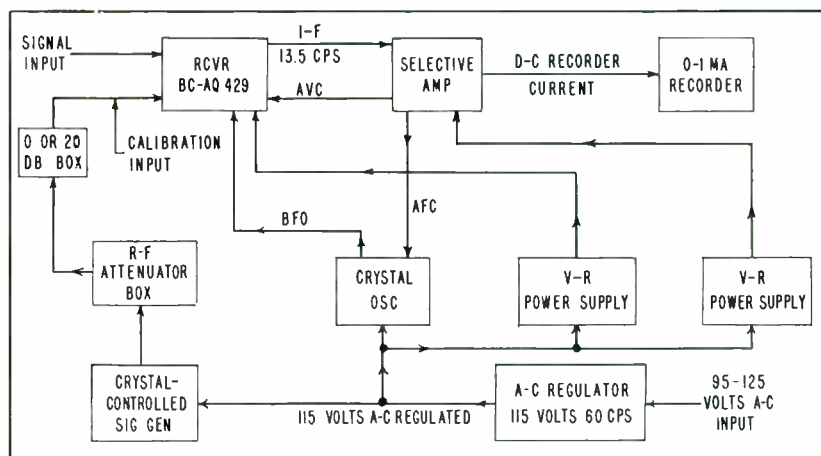 SIGNAL
INPUT
RCVR
BC-AQ 429
I-F
13.5 CPS
AVC
SELECTIVE
AMP
D-C RECORDER
CURRENT
0-1 MA
RECORDER
0 OR 20
DB BOX
CALIBRATION
INPUT
BFO
AFC
R-F
ATTENUATOR
BOX
CRYSTAL
OSC
V-R
POWER SUPPLY
V-R
POWER SUPPLY
CRYSTAL-
CONTROLLED
SIG GEN
115 VOLTS A-C REGULATED
A-C REGULATOR
115 VOLTS 60 CPS
95-125
VOLTS A-C
INPUT